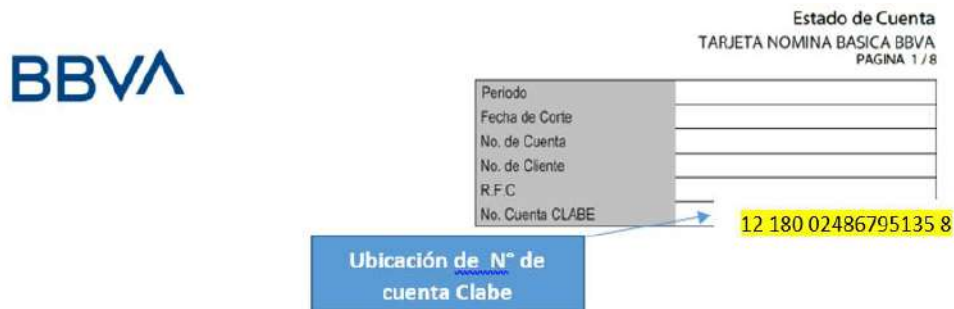 Estado de Cuenta
TARJETA NOMINA BASICA BBVA
PAGINA 1 / 8
BBVA
Periodo
Fecha de Corte
No. de Cuenta
No. de Cliente
R.F.C
No. Cuenta CLABE
12 180 02486795135 8
Ubicación de N° de
cuenta Clabe